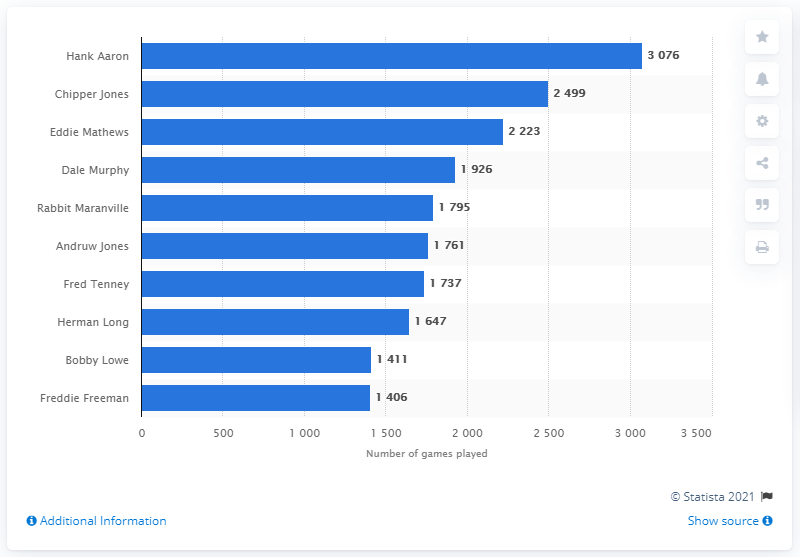 Hank Aaron 3 076
Chipper Jones 2 499
Eddie Mathews 2 223
Dale Murphy 1 926
Rabbit Maranville 1 795
Andruw Jones 1 761
Fred Tenney 1 737
Herman Long 1 647
Bobby Lowe 1 411
Freddie Freeman 1 406
0 500 1 000 1 500 2 000 2 500 3 000 3 500
Number of games played
© Statista 2021
Additional Information Show source